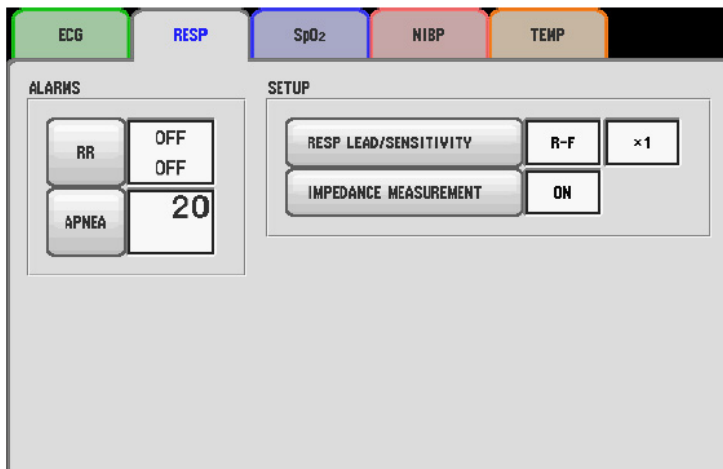 ECG RESP SpO2 NIBP TEMP
ALARMS
RR OFF
OFF
APNEA 20
SETUP
RESP LEAD/SENSITIVITY R-F ×1
IMPEDANCE MEASUREMENT ON